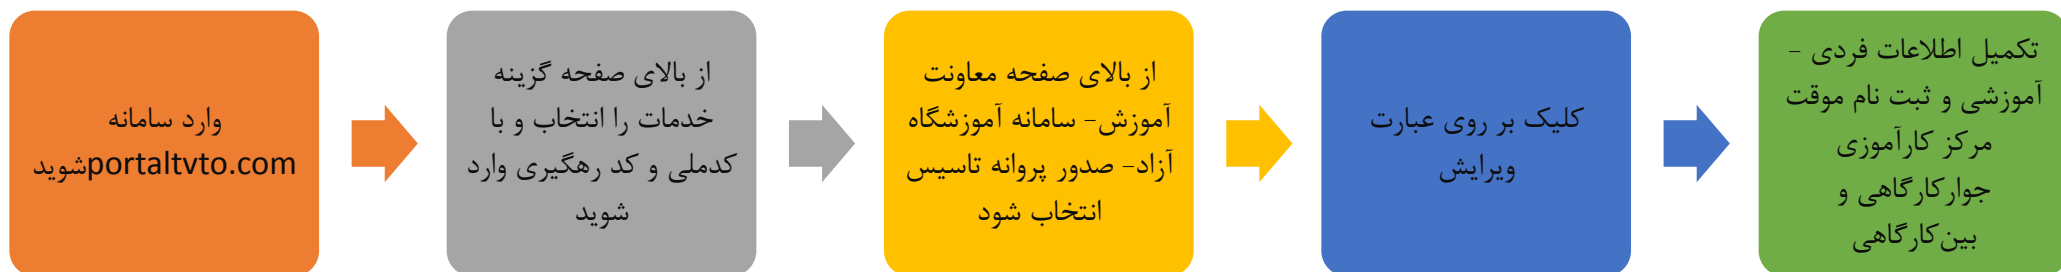 وارد سامانه
portaltvto.comشوید
از بالای صفحه گزینه
خدمات را انتخاب و با
کدملی و کد رهگیری وارد
شوید
از بالای صفحه معاونت
آموزش- سامانه آموزشگاه
آزاد- صدور پروانه تاسیس
انتخاب شود
کلیک بر روی عبارت
ویرایش
تکمیل اطلاعات فردی -
آموزشی و ثبت نام موقت
مرکز کارآموزی
جوارکارگاهی و
بین‌کارگاهی